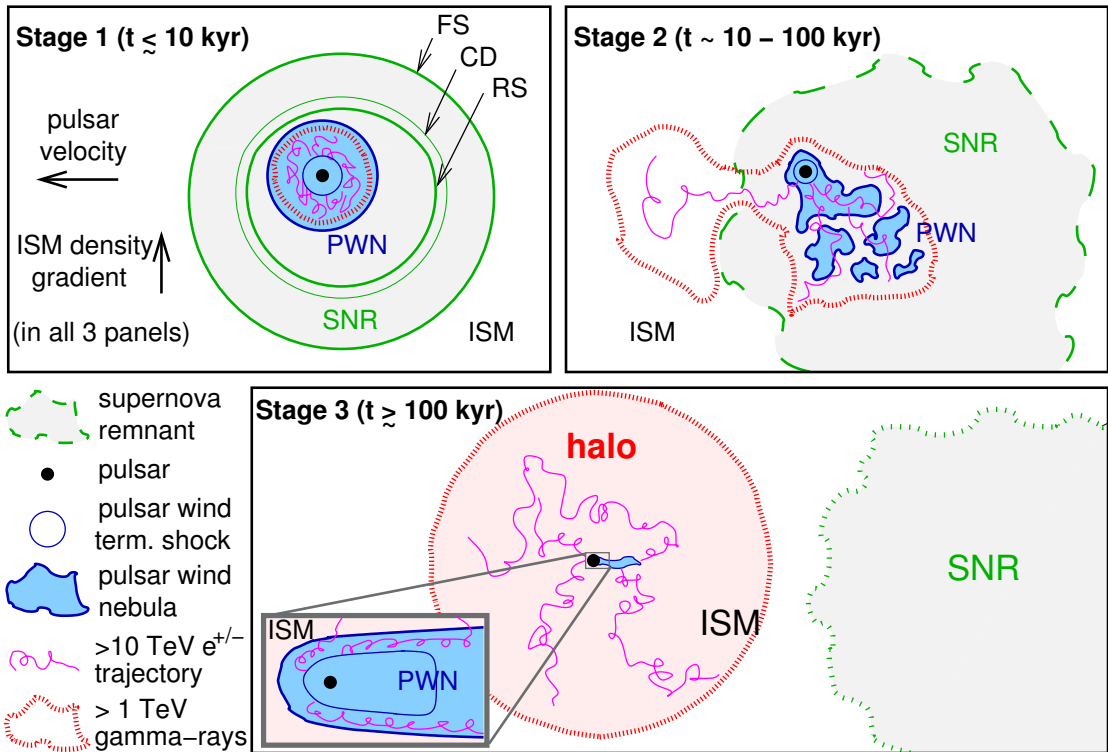 Stage 1 (t ≲ 10 kyr)
FS
CD
RS
pulsar
velocity
ISM density
gradient
(in all 3 panels)
PWN
SNR
ISM
Stage 2 (t ~ 10 − 100 kyr)
SNR
PWN
ISM
supernova
remnant
pulsar
pulsar wind
term. shock
pulsar wind
nebula
>10 TeV e+/−
trajectory
> 1 TeV
gamma−rays
Stage 3 (t ≳ 100 kyr)
halo
ISM
SNR
ISM
PWN